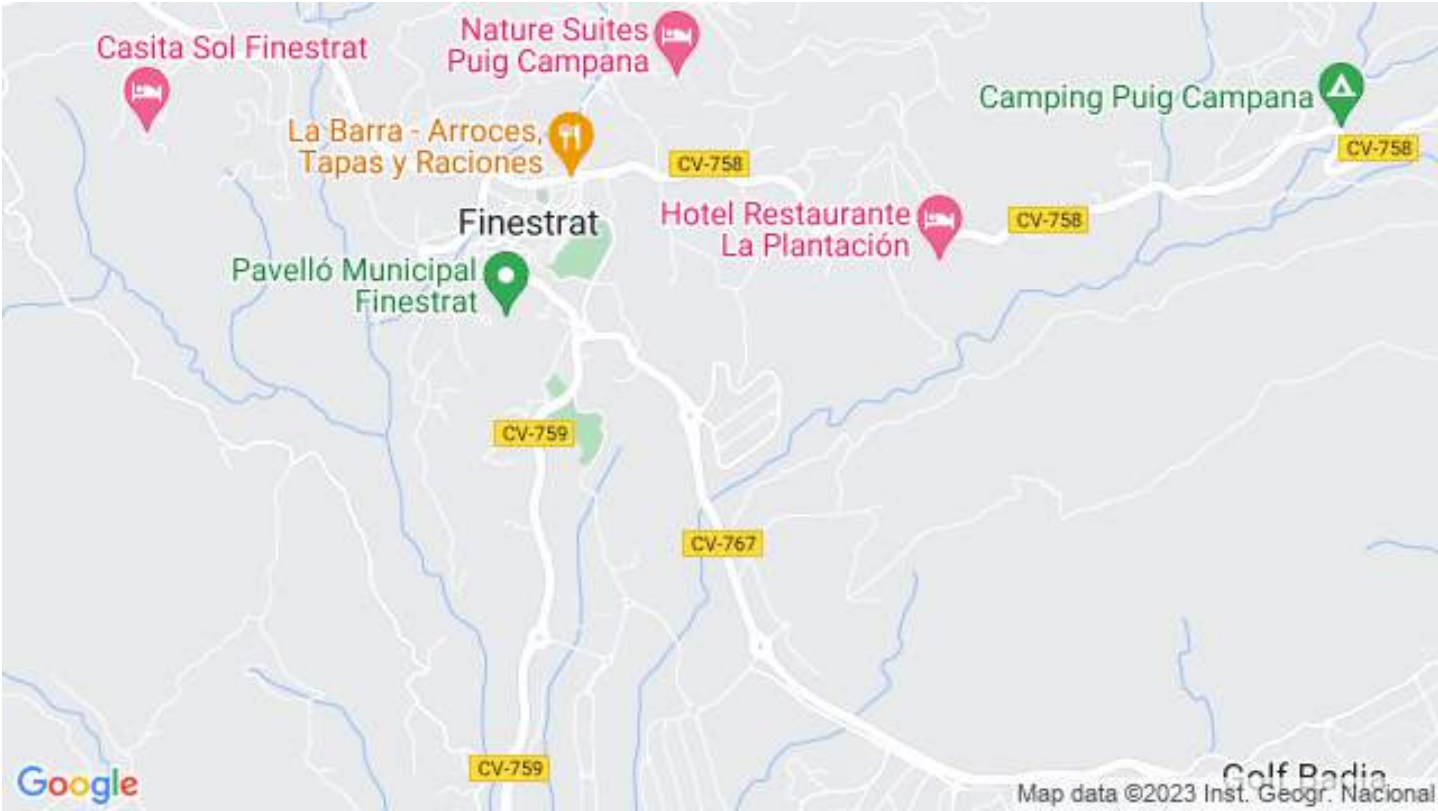 Nature Suites
Puig Campana
Casita Sol Finestrat
Camping Puig Campana
La Barra - Arroces,
Tapas y Raciones
CV-758
CV-758
Finestrat
Hotel Restaurante
La Plantación
CV-758
Pavelló Municipal
Finestrat
CV-759
CV-767
CV-759
Golf Badia
Google
Map data ©2023 Inst. Geogr. Nacional